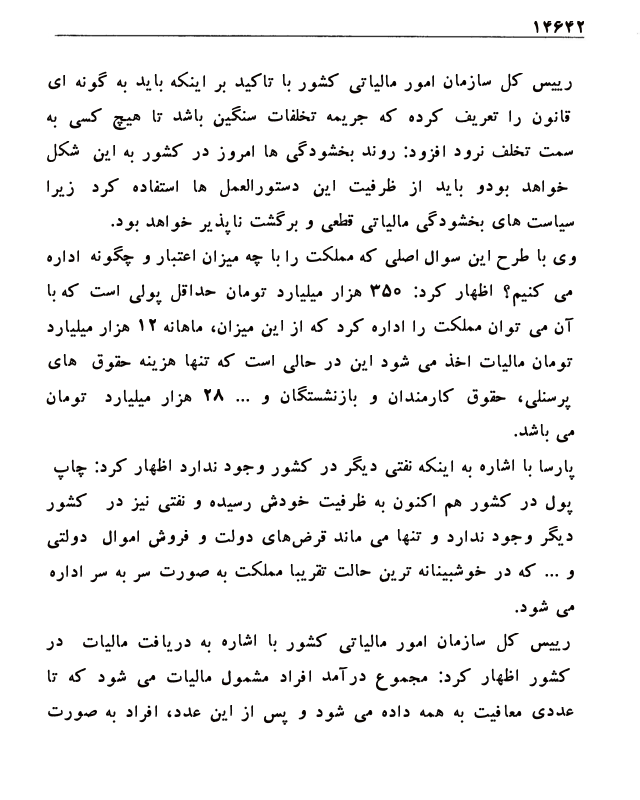 ۱۴۶۴۲
رییس کل سازمان امور مالیاتی کشور با تاکید بر اینکه باید به گونه ای
قانون را تعریف کرده که جریمه تخلفات سنگین باشد تا هیچ کسی به
سمت تخلف نرود افزود: روند بخشودگی ها امروز در کشور به این شکل
خواهد بودو باید از ظرفیت این دستورالعمل ها استفاده کرد زیرا
سیاست های بخشودگی مالیاتی قطعی و برگشت ناپذیر خواهد بود.
وی با طرح این سوال اصلی که مملکت را با چه میزان اعتبار و چگونه اداره
می کنیم؟ اظهار کرد: ۳۵۰ هزار میلیارد تومان حداقل پولی است که با
آن می توان مملکت را اداره کرد که از این میزان، ماهانه ۱۲ هزار میلیارد
تومان مالیات اخذ می شود این در حالی است که تنها هزینه حقوق های
پرسنلی، حقوق کارمندان و بازنشستگان و ... ۲۸ هزار میلیارد تومان
می باشد.
پارسا با اشاره به اینکه نفتی دیگر در کشور وجود ندارد اظهار کرد: چاپ
پول در کشور هم اکنون به ظرفیت خودش رسیده و نفتی نیز در کشور
دیگر وجود ندارد و تنها می ماند قرض‌های دولت و فروش اموال دولتی
و ... که در خوشبینانه ترین حالت تقریبا مملکت به صورت سر به سر اداره
می شود.
رییس کل سازمان امور مالیاتی کشور با اشاره به دریافت مالیات در
کشور اظهار کرد: مجموع درآمد افراد مشمول مالیات می شود که تا
عددی معافیت به همه داده می شود و پس از این عدد، افراد به صورت